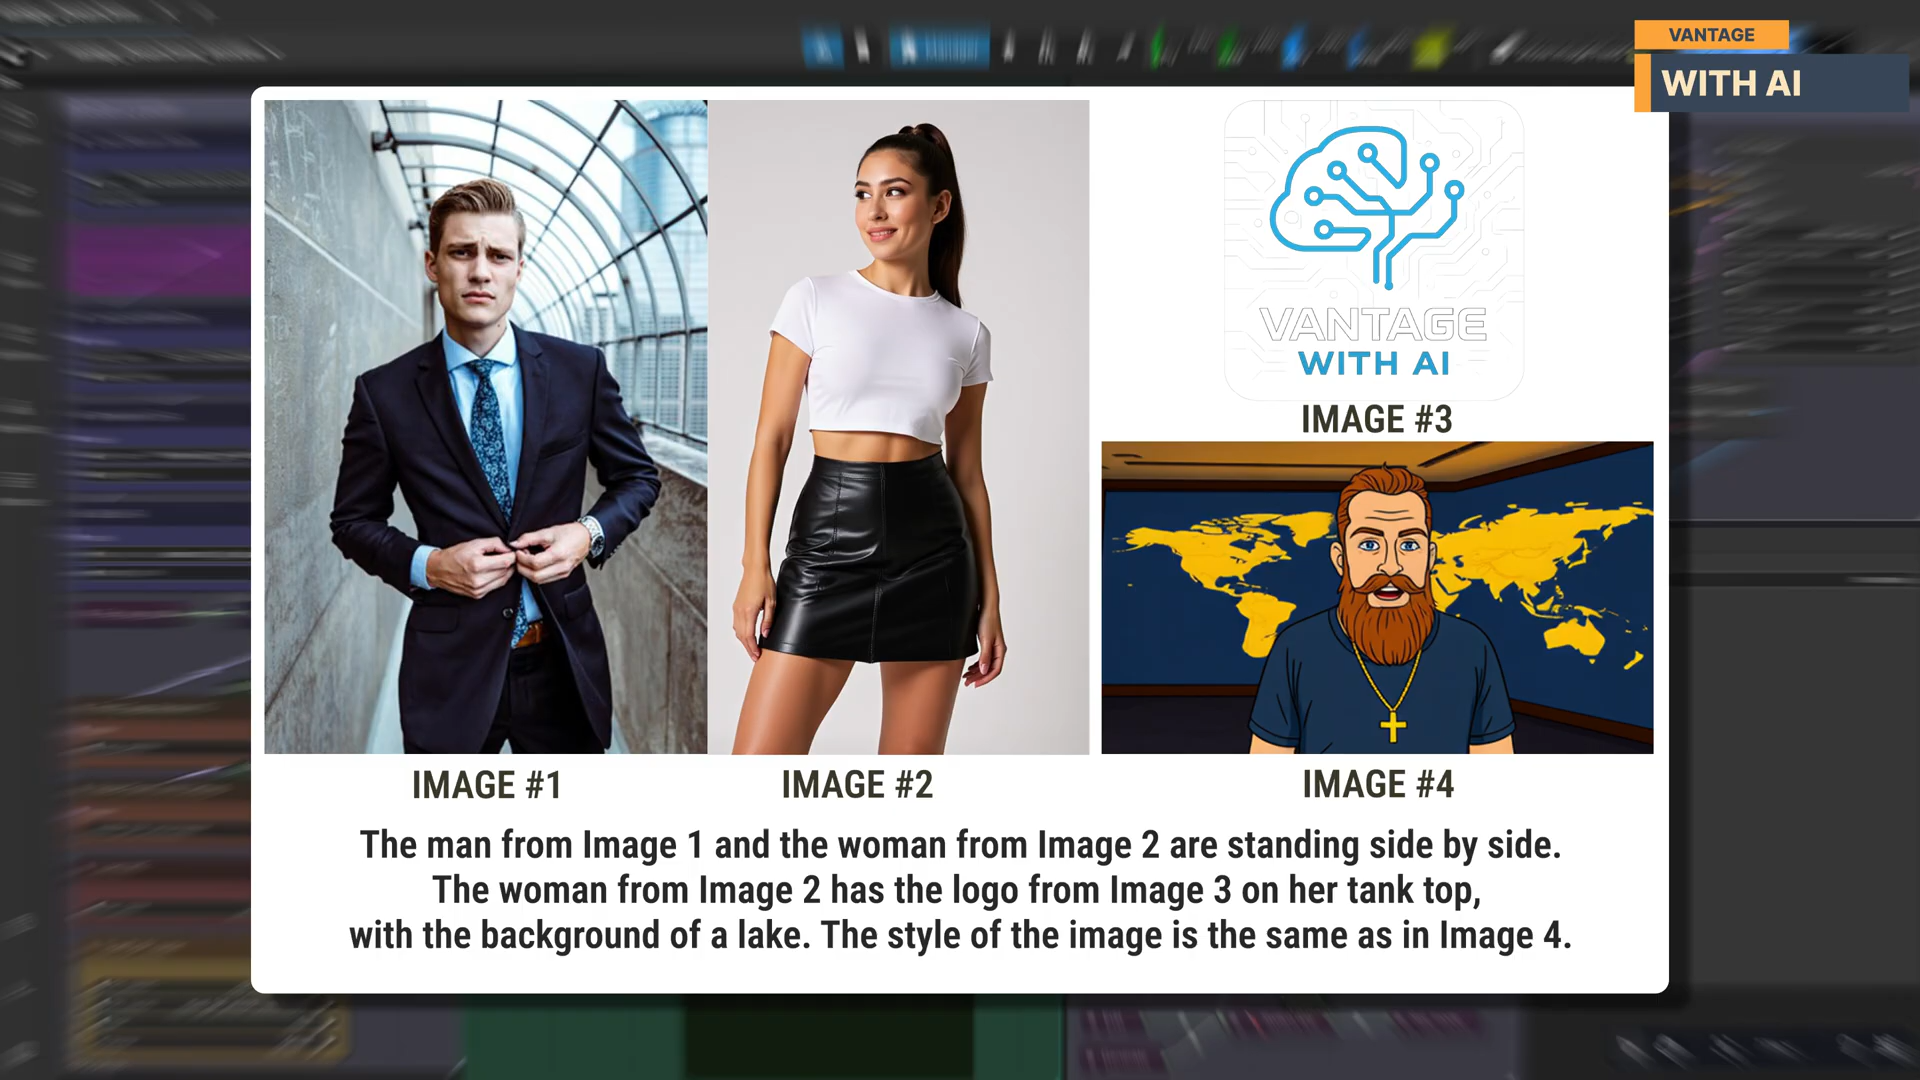 VANTAGE
WITH AI
VANTAGE
WITH AI
IMAGE #3
IMAGE #1
IMAGE #2
IMAGE #4
The man from Image 1 and the woman from Image 2 are standing side by side.
The woman from Image 2 has the logo from Image 3 on her tank top,
with the background of a lake. The style of the image is the same as in Image 4.